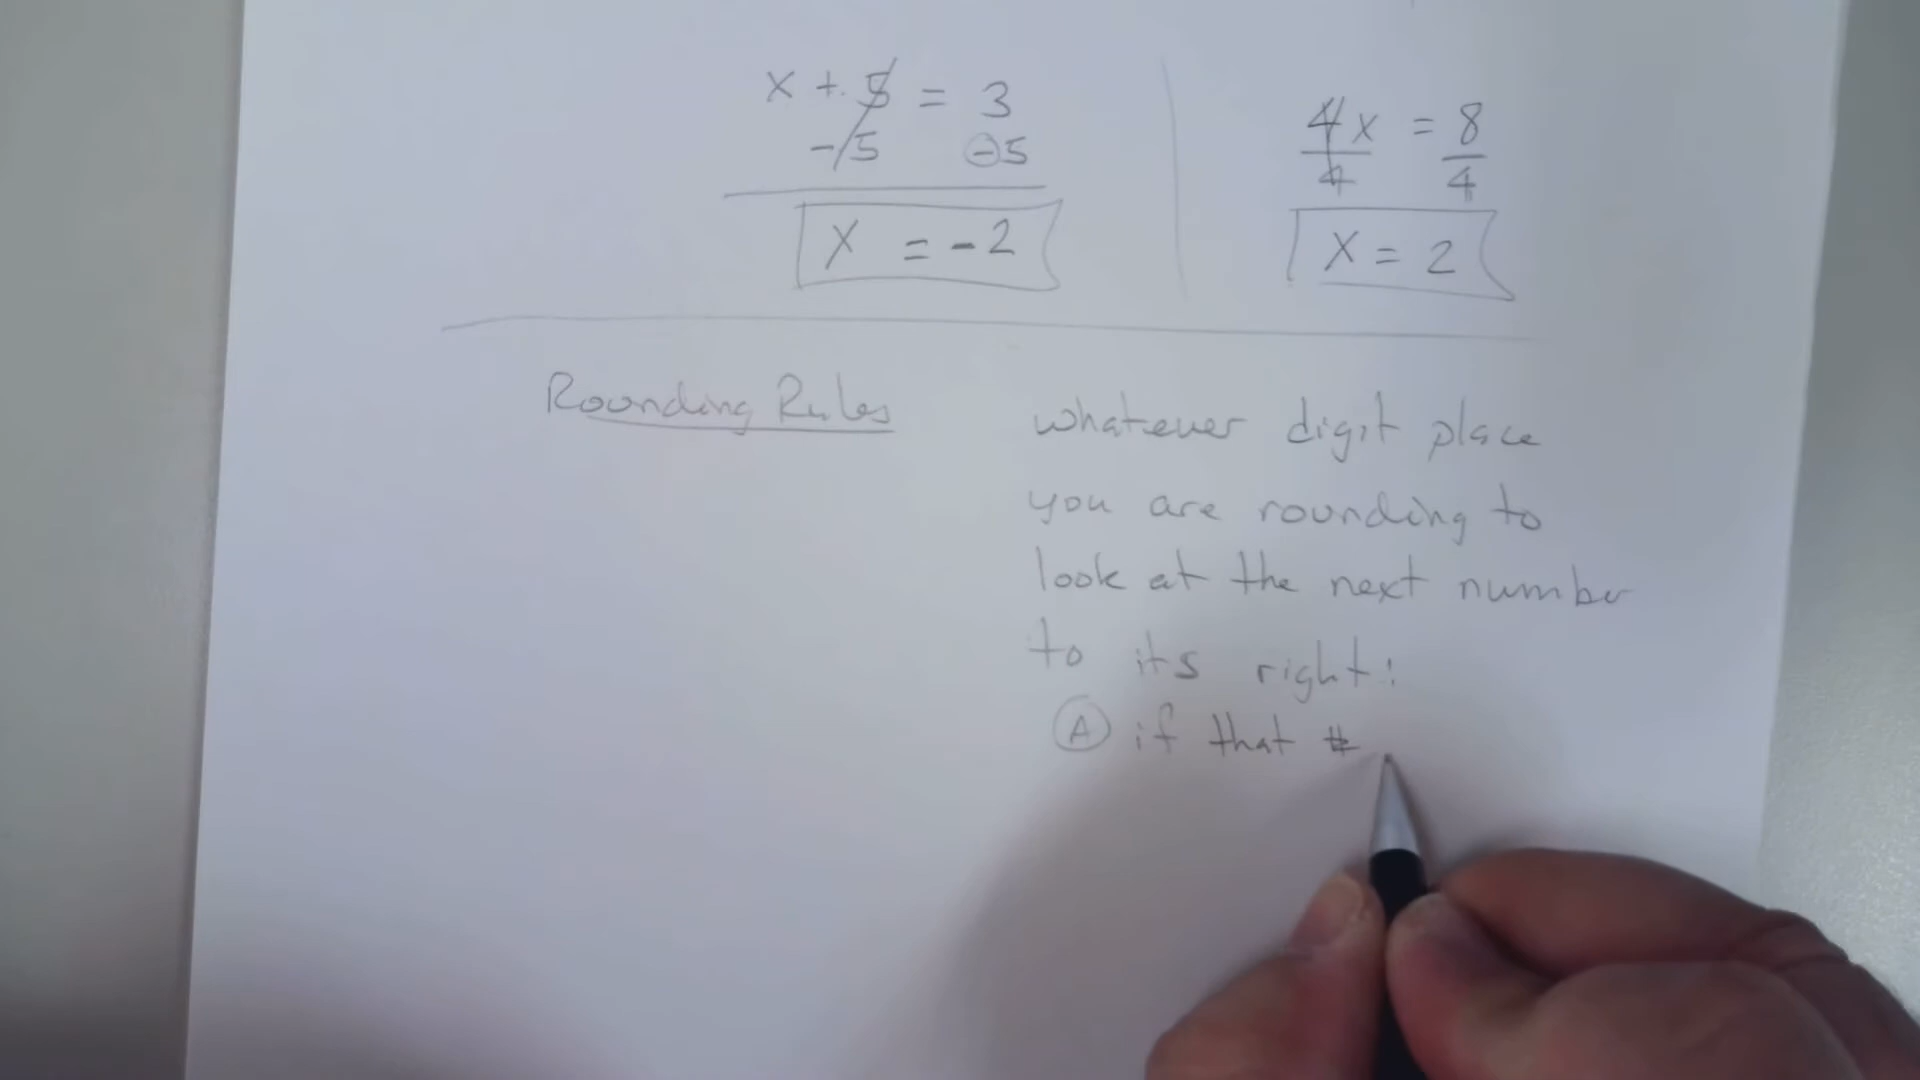 x + 5 = 3
-5 -5
x = -2
4x = 8
4 4
x = 2
Rounding Rules
whatever digit place
you are rounding to
look at the next number
to its right:
A if that #